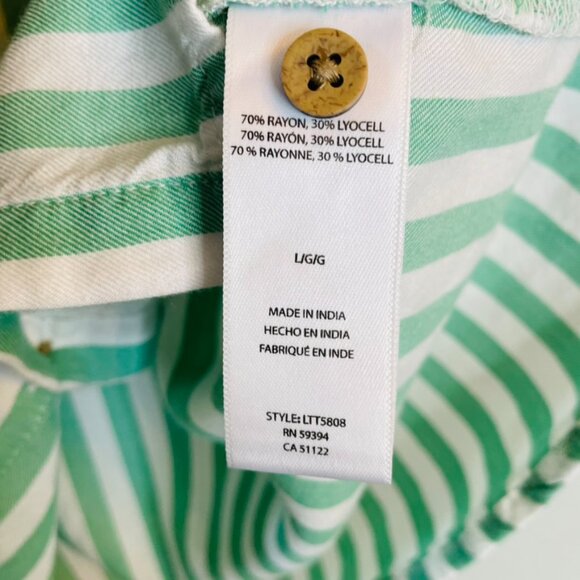 70% RAYON, 30% LYOCELL
70% RAYÓN, 30% LYOCELL
70 % RAYONNE, 30 % LYOCELL
L/G/G
MADE IN INDIA
HECHO EN INDIA
FABRIQUÉ EN INDE
STYLE: LTT5808
RN 59394
CA 51122